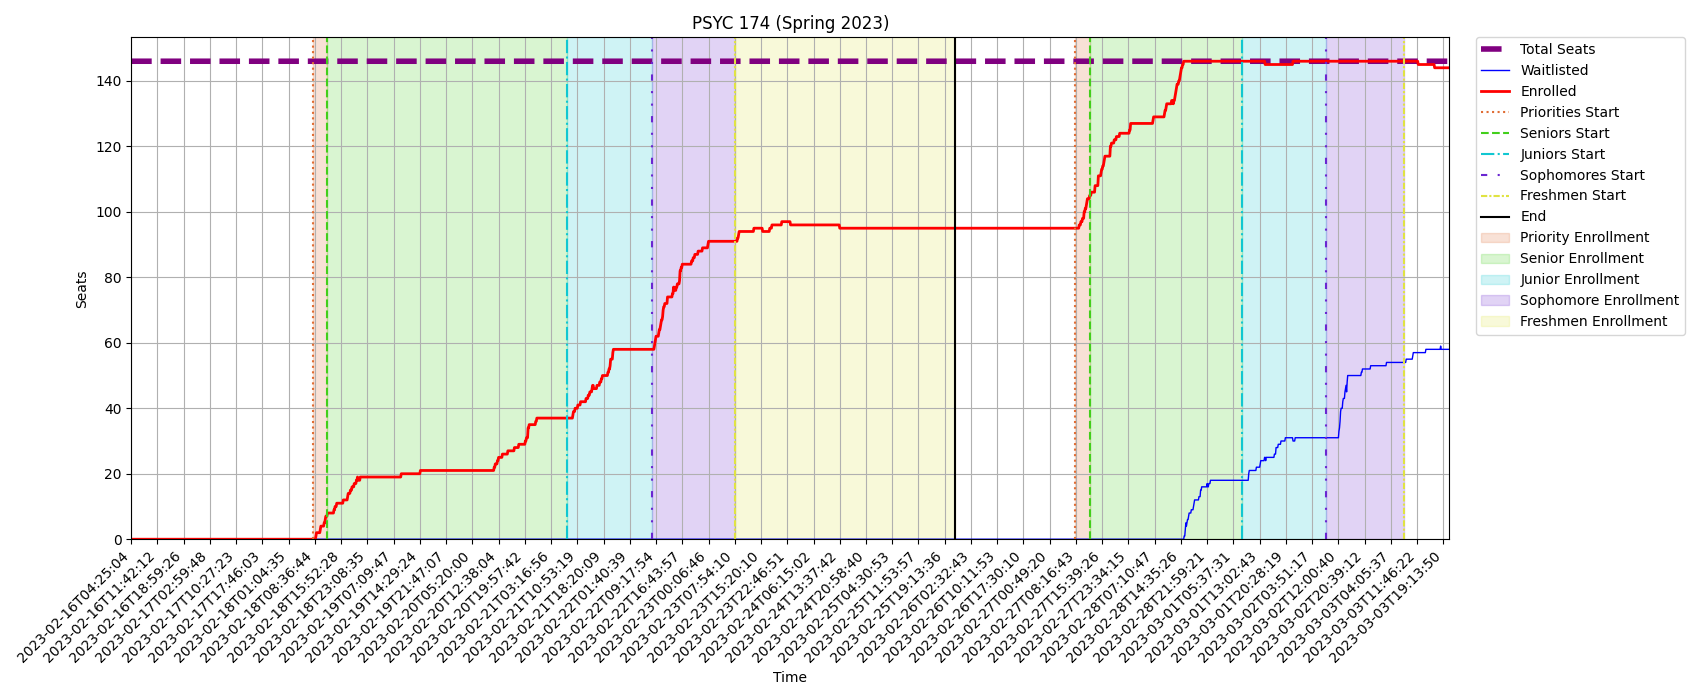 PSYC 174 (Spring 2023)
Seats
140
120
100
80
60
40
20
0
Total Seats
Waitlisted
Enrolled
Priorities Start
Seniors Start
Juniors Start
Sophomores Start
Freshmen Start
End
Priority Enrollment
Senior Enrollment
Junior Enrollment
Sophomore Enrollment
Freshmen Enrollment
2023-02-16T04:25:04
2023-02-16T11:42:12
2023-02-16T18:59:26
2023-02-17T02:59:48
2023-02-17T10:27:23
2023-02-17T17:46:03
2023-02-18T01:04:35
2023-02-18T08:36:44
2023-02-18T15:52:28
2023-02-18T23:08:35
2023-02-19T07:09:47
2023-02-19T14:29:24
2023-02-19T21:47:07
2023-02-20T05:20:00
2023-02-20T12:38:04
2023-02-20T19:57:42
2023-02-21T03:16:56
2023-02-21T10:53:19
2023-02-21T18:20:09
2023-02-22T01:40:39
2023-02-22T09:17:54
2023-02-22T16:43:57
2023-02-23T00:06:46
2023-02-23T07:54:10
2023-02-23T15:20:10
2023-02-23T22:46:51
2023-02-24T06:15:02
2023-02-24T13:37:42
2023-02-24T20:58:40
2023-02-25T04:30:53
2023-02-25T11:53:57
2023-02-25T19:13:36
2023-02-26T02:32:43
2023-02-26T10:11:53
2023-02-26T17:30:10
2023-02-27T00:49:20
2023-02-27T08:16:43
2023-02-27T15:39:26
2023-02-27T23:34:15
2023-02-28T07:10:47
2023-02-28T14:35:26
2023-02-28T21:59:21
2023-03-01T05:37:31
2023-03-01T13:02:43
2023-03-01T20:28:19
2023-03-02T03:51:17
2023-03-02T12:00:40
2023-03-02T20:39:12
2023-03-03T04:05:37
2023-03-03T11:46:22
2023-03-03T19:13:50
Time